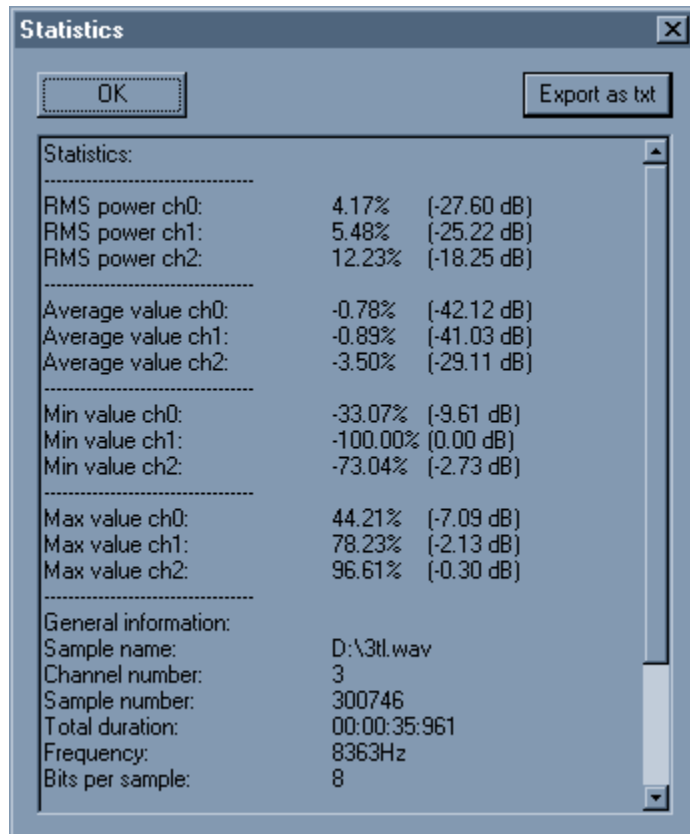 Statistics
OK
Export as txt
Statistics:
-------------------------------
RMS power ch0: 4.17% (-27.60 dB)
RMS power ch1: 5.48% (-25.22 dB)
RMS power ch2: 12.23% (-18.25 dB)
-------------------------------
Average value ch0: -0.78% (-42.12 dB)
Average value ch1: -0.89% (-41.03 dB)
Average value ch2: -3.50% (-29.11 dB)
-------------------------------
Min value ch0: -33.07% (-9.61 dB)
Min value ch1: -100.00% (0.00 dB)
Min value ch2: -73.04% (-2.73 dB)
-------------------------------
Max value ch0: 44.21% (-7.09 dB)
Max value ch1: 78.23% (-2.13 dB)
Max value ch2: 96.61% (-0.30 dB)
-------------------------------
General information:
Sample name: D:\3tl.wav
Channel number: 3
Sample number: 300746
Total duration: 00:00:35:961
Frequency: 8363Hz
Bits per sample: 8